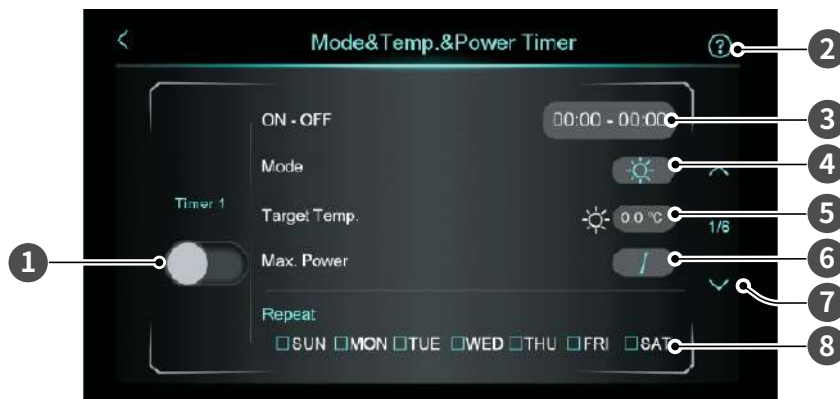 Mode&Temp.&Power Timer
2
ON - OFF
00:00 - 00:00
3
Mode
4
Timer 1
Target Temp.
0.0 °C
5
1/6
1
Max. Power
/
6
7
Repeat
SUN MON TUE WED THU FRI SAT
8